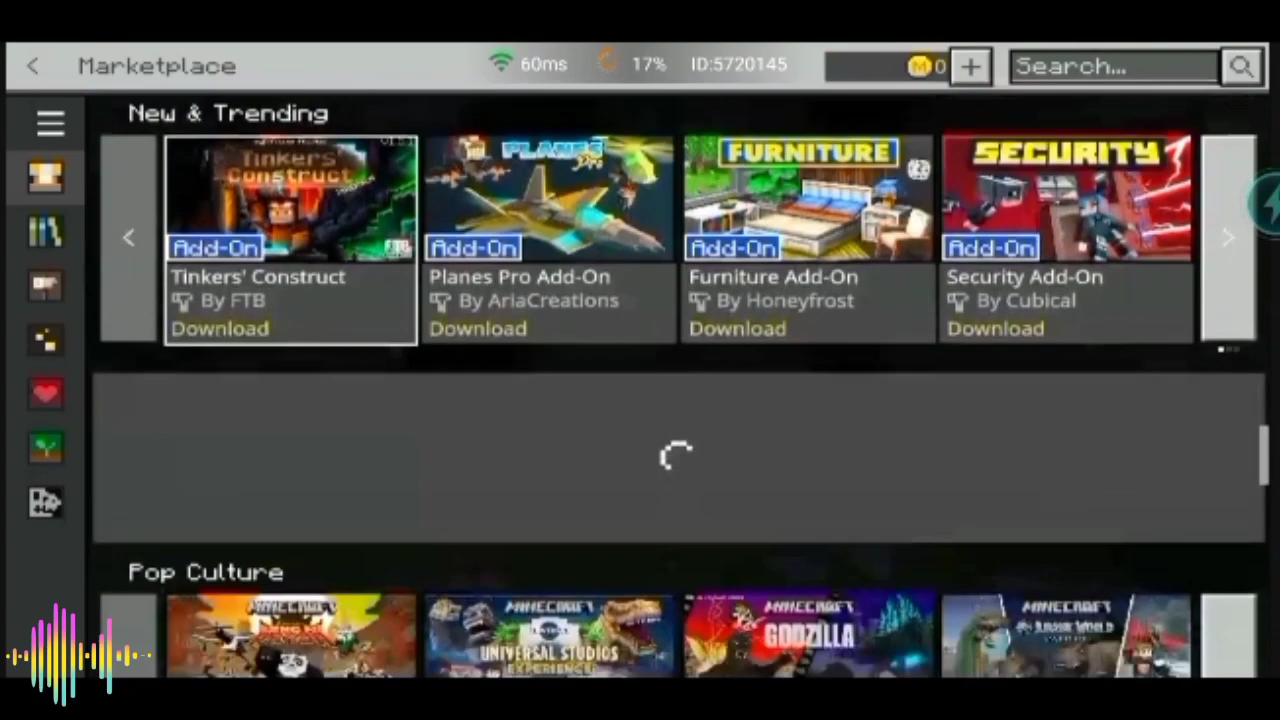 Marketplace
60ms
17%
ID:5720145
0
Search...
New & Trending
Tinkers' Construct
PLANES Pro
FURNITURE
SECURITY
Add-On
Add-On
Add-On
Add-On
Tinkers' Construct
Planes Pro Add-On
Furniture Add-On
Security Add-On
By FTB
By AriaCreations
By Honeyfrost
By Cubical
Download
Download
Download
Download
Pop Culture
MINECRAFT
MINECRAFT
MINECRAFT
MINECRAFT
UNIVERSAL STUDIOS
EXPERIENCE
GODZILLA
JURASSIC WORLD